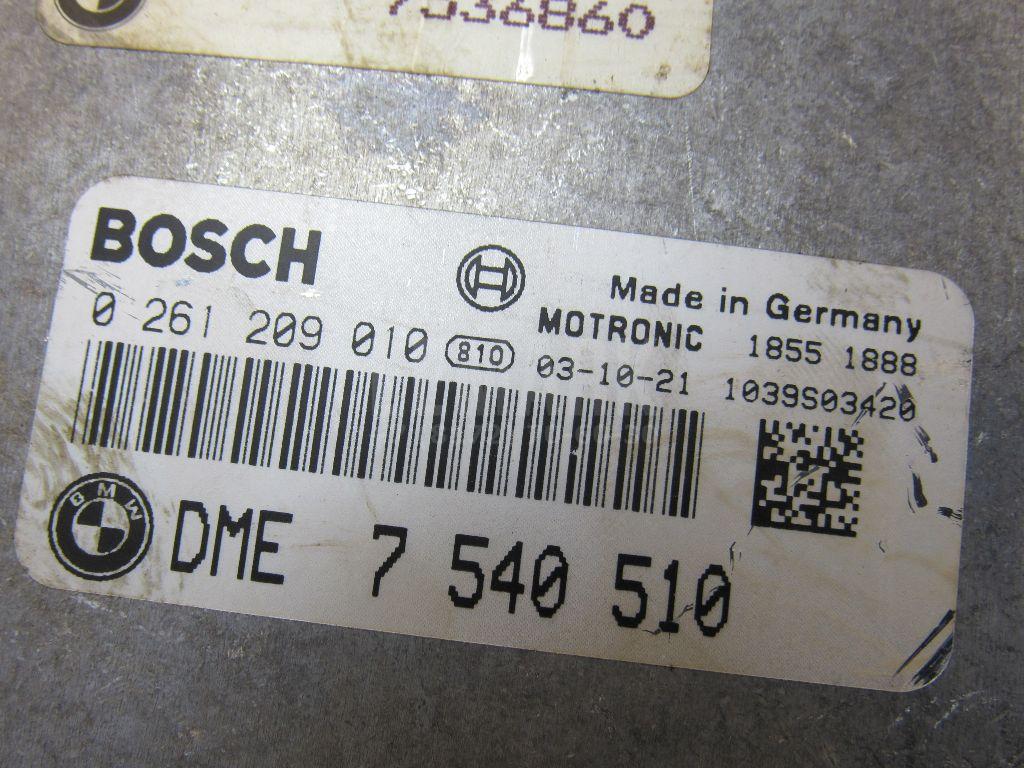 7536860
BOSCH
Made in Germany
0 261 209 010 810 MOTRONIC 1855 1888
03-10-21 1039S03420
BMW DME 7 540 510